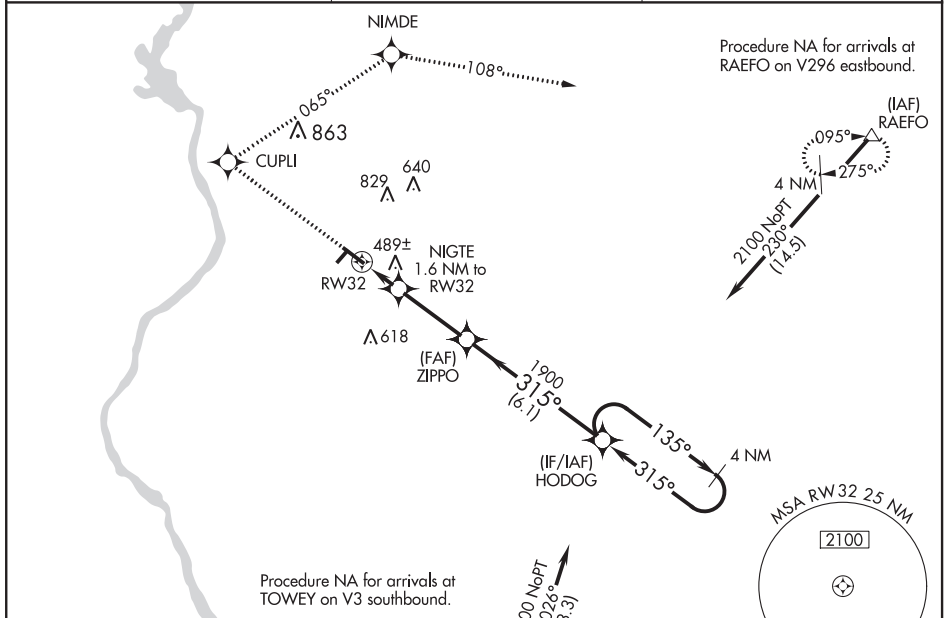 NIMDE
108°
Procedure NA for arrivals at
RAEFO on V296 eastbound.
065°
863
(IAF)
RAEFO
095°
275°
4 NM
CUPLI
640
829
2100 NoPT
230°
(14.5)
489±
NIGTE
1.6 NM to
RW32
RW32
618
(FAF)
ZIPPO
1900
315°
(6.1)
135°
4 NM
315°
(IF/IAF)
HODOG
MSA RW32 25 NM
2100
Procedure NA for arrivals at
TOWEY on V3 southbound.
00 NoPT
026°